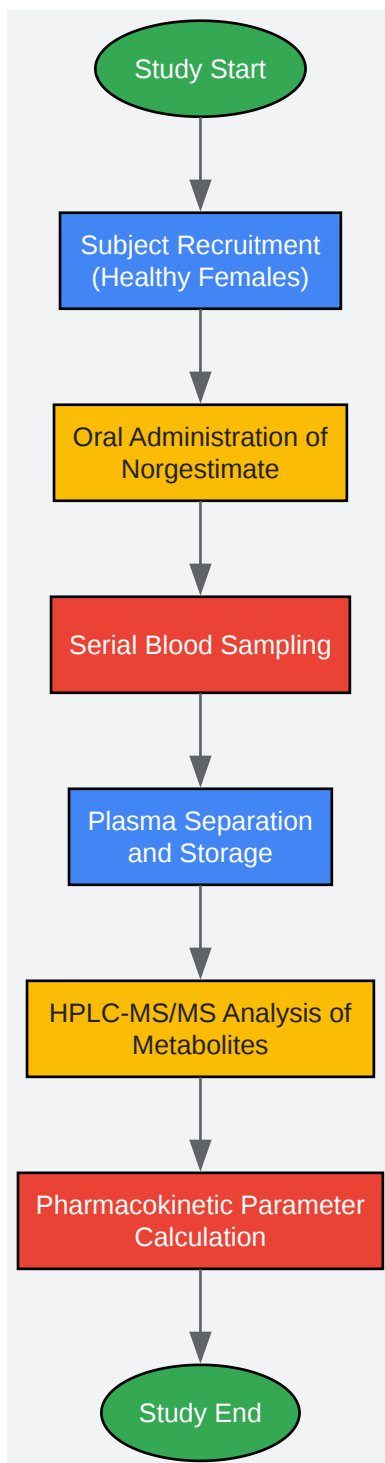 Study Start
Subject Recruitment
(Healthy Females)
Oral Administration of
Norgestimate
Serial Blood Sampling
Plasma Separation
and Storage
HPLC-MS/MS Analysis of
Metabolites
Pharmacokinetic Parameter
Calculation
Study End